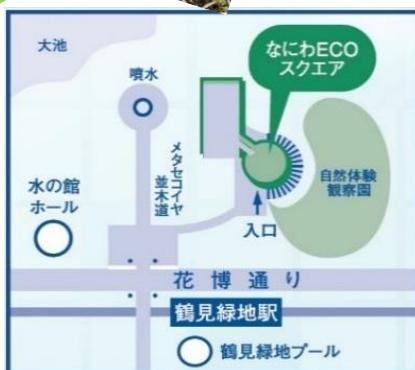 大池
噴水
なにわECO
スクエア
メタセコイヤ
並木道
水の館
ホール
自然体験
観察園
入口
花博通り
鶴見緑地駅
鶴見緑地プール